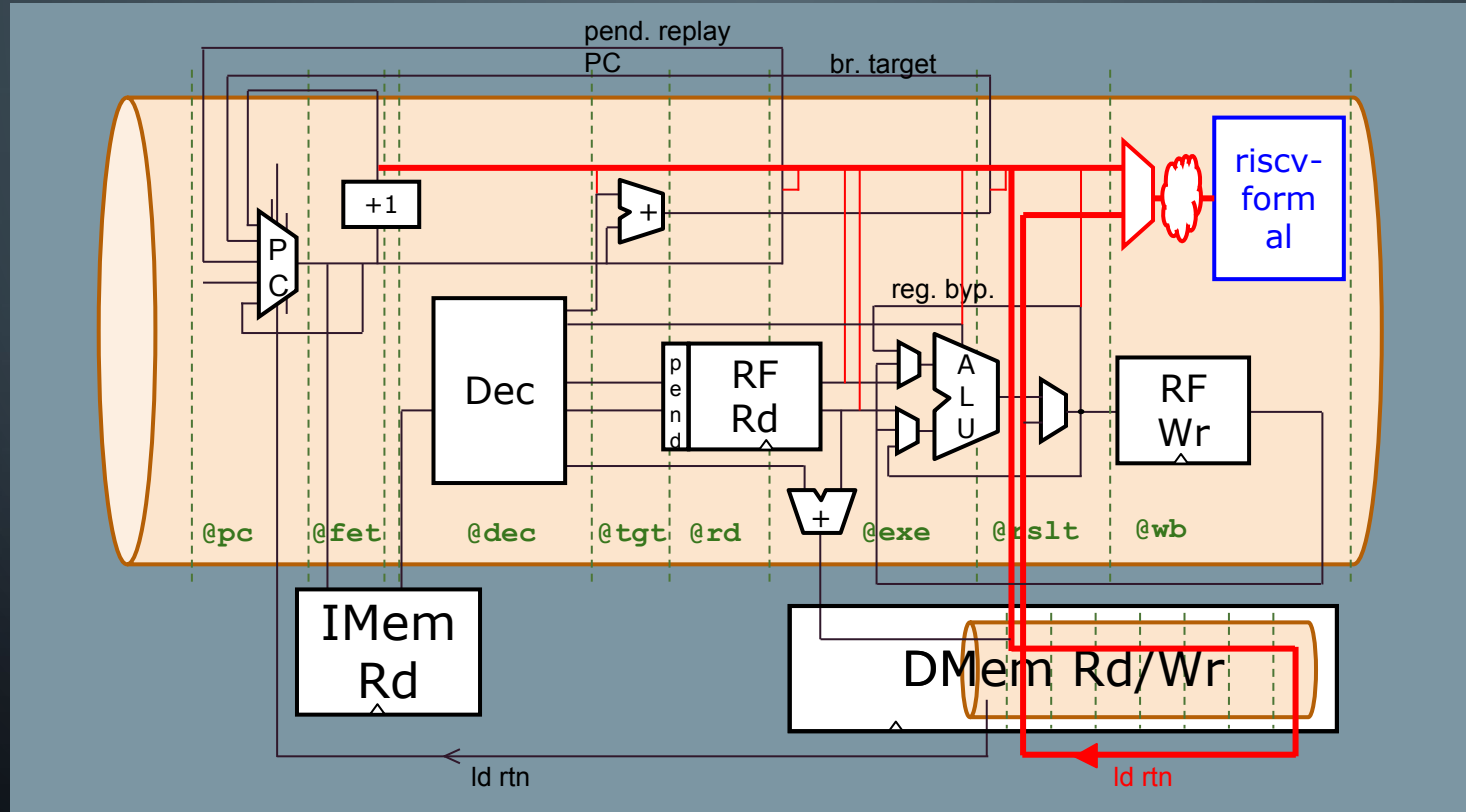 pend. replay
PC
br. target
riscv-
form
al
+1
+
P
C
reg. byp.
Dec
p
e
n
d
RF
Rd
A
L
U
RF
Wr
+
@pc
@fet
@dec
@tgt
@rd
@exe
@rslt
@wb
IMem
Rd
DMem Rd/Wr
ld rtn
ld rtn